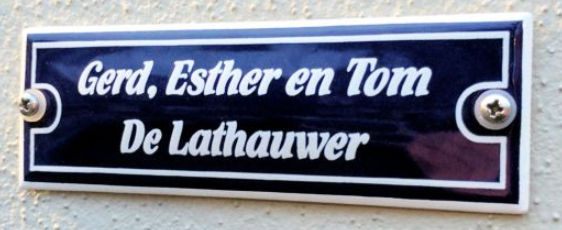 Gerd, Esther en Tom
De Lathauwer